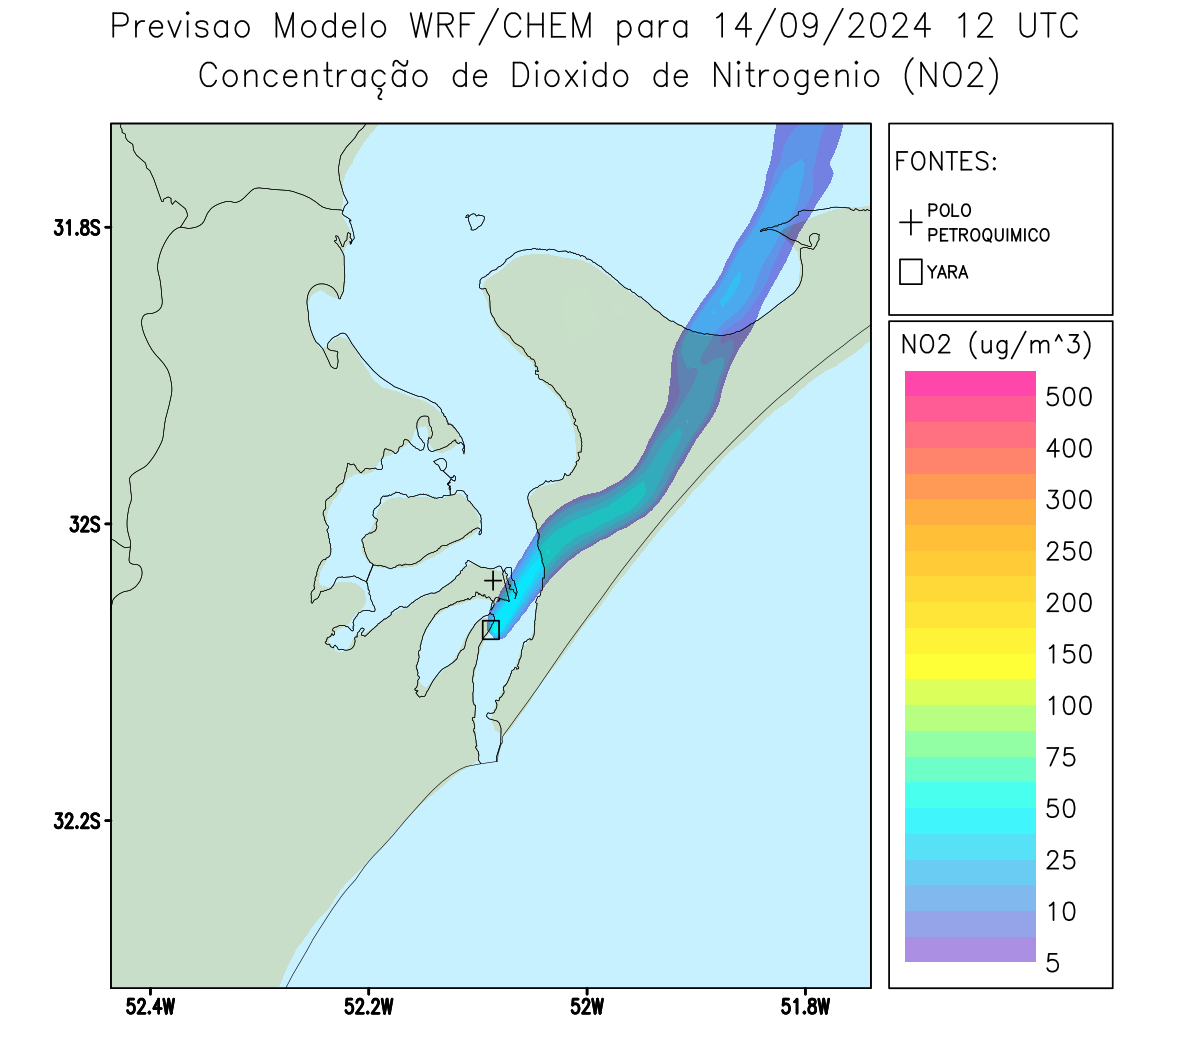 Previsao Modelo WRF/CHEM para 14/09/2024 12 UTC
Concentração de Dioxido de Nitrogenio (NO2)
FONTES:
POLO
PETROQUIMICO
YARA
31.8S
32S
32.2S
52.4W
52.2W
52W
51.8W
NO2 (ug/m^3)
500
400
300
250
200
150
100
75
50
25
10
5